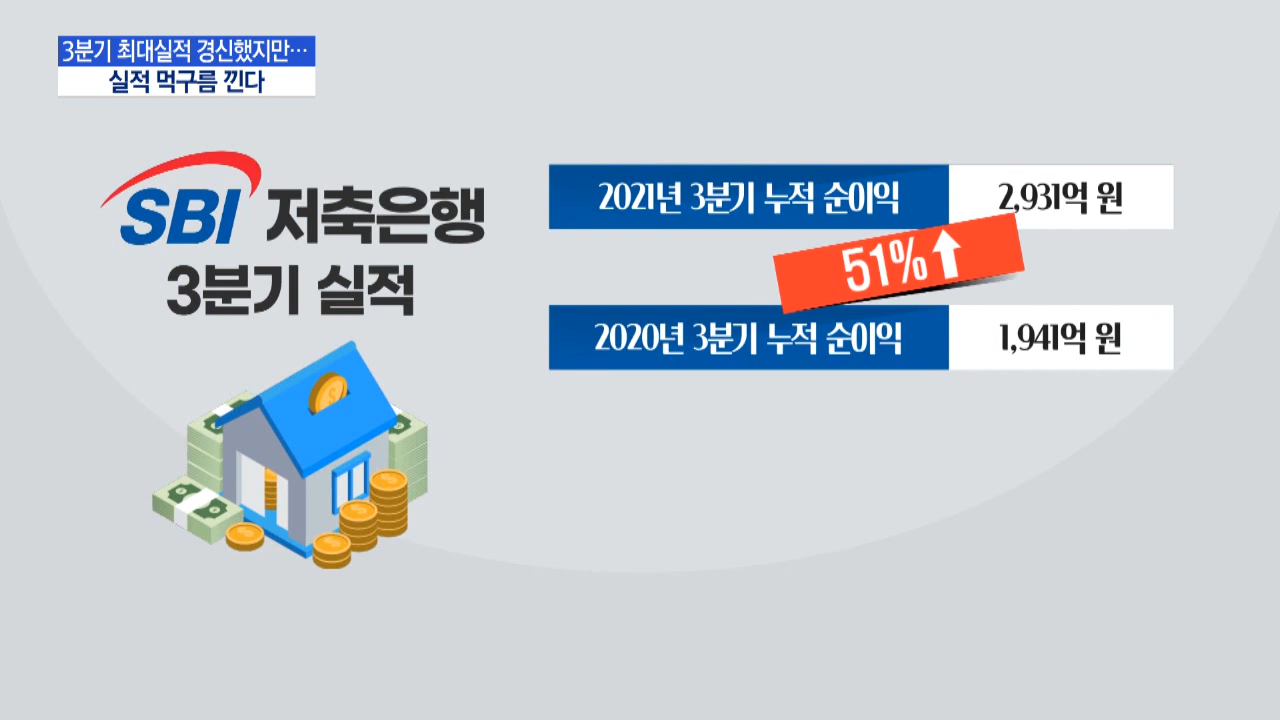 3분기 최대실적 경신했지만…
실적 먹구름 낀다
SBI 저축은행
3분기 실적
2021년 3분기 누적 순이익 2,931억 원
51%↑
2020년 3분기 누적 순이익 1,941억 원